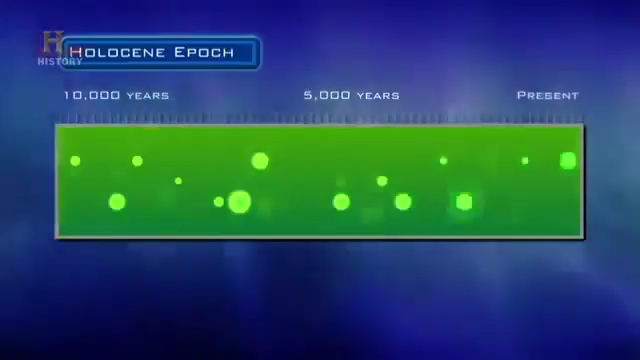 Holocene Epoch
H
HISTORY
10,000 years
5,000 years
Present